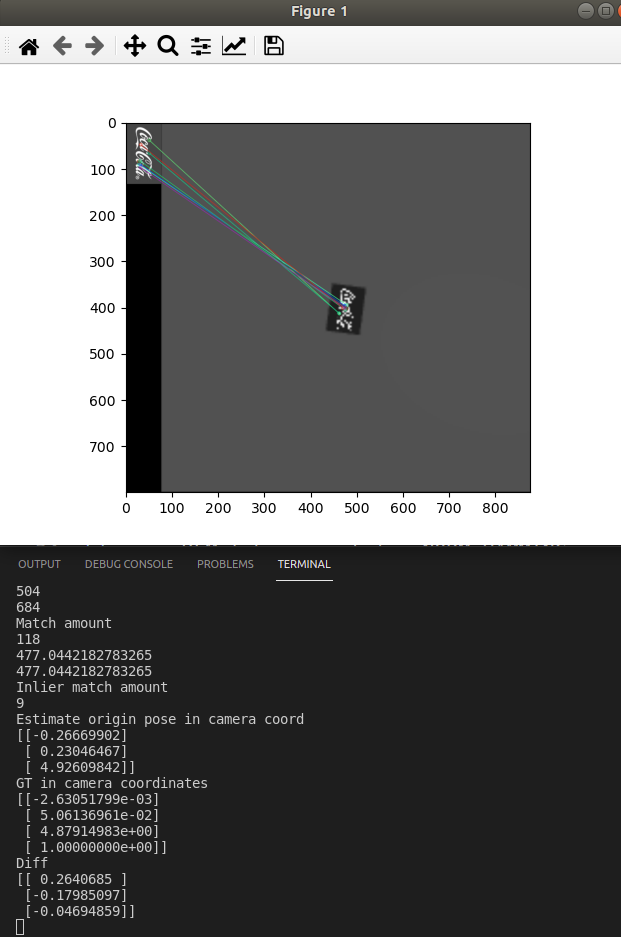 Figure 1
0
100
200
300
400
500
600
700
0 100 200 300 400 500 600 700 800
Coca-Cola
OUTPUT DEBUG CONSOLE PROBLEMS TERMINAL
504
684
Match amount
118
477.0442182783265
477.0442182783265
Inlier match amount
9
Estimate origin pose in camera coord
[[-0.26669902]
 [ 0.23046467]
 [ 4.92609842]]
GT in camera coordinates
[[-2.63051799e-03]
 [ 5.06136961e-02]
 [ 4.87914983e+00]
 [ 1.00000000e+00]]
Diff
[[ 0.2640685 ]
 [-0.17985097]
 [-0.04694859]]